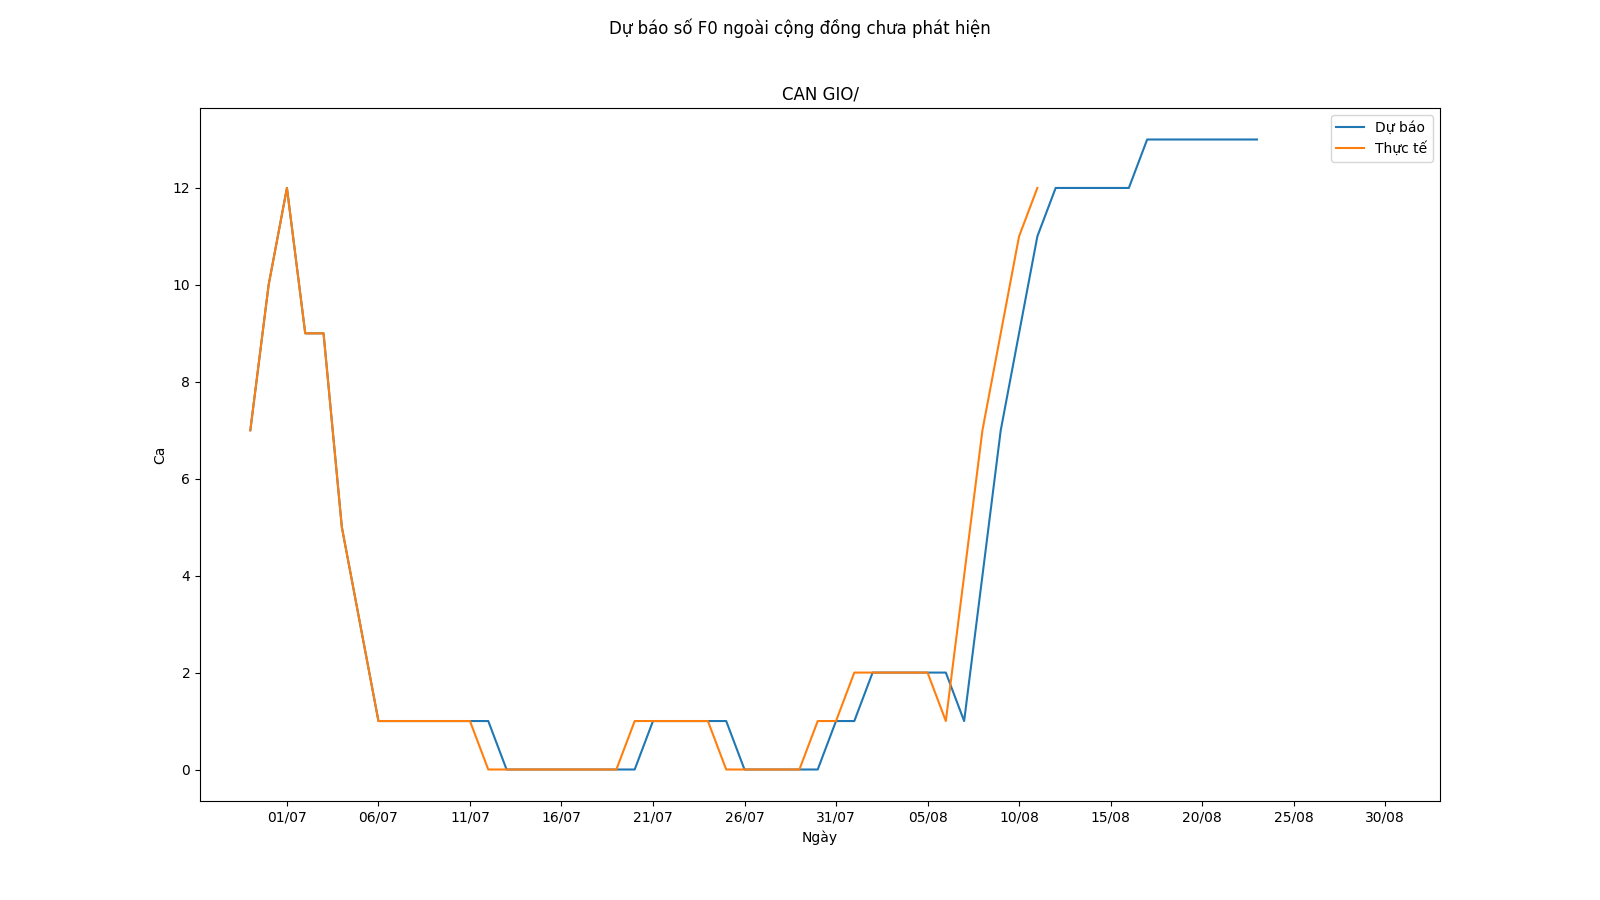 Dự báo số F0 ngoài cộng đồng chưa phát hiện
CAN GIO/
Dự báo
Thực tế
12
10
8
6
4
2
0
Ca
01/07 06/07 11/07 16/07 21/07 26/07 31/07 05/08 10/08 15/08 20/08 25/08 30/08
Ngày